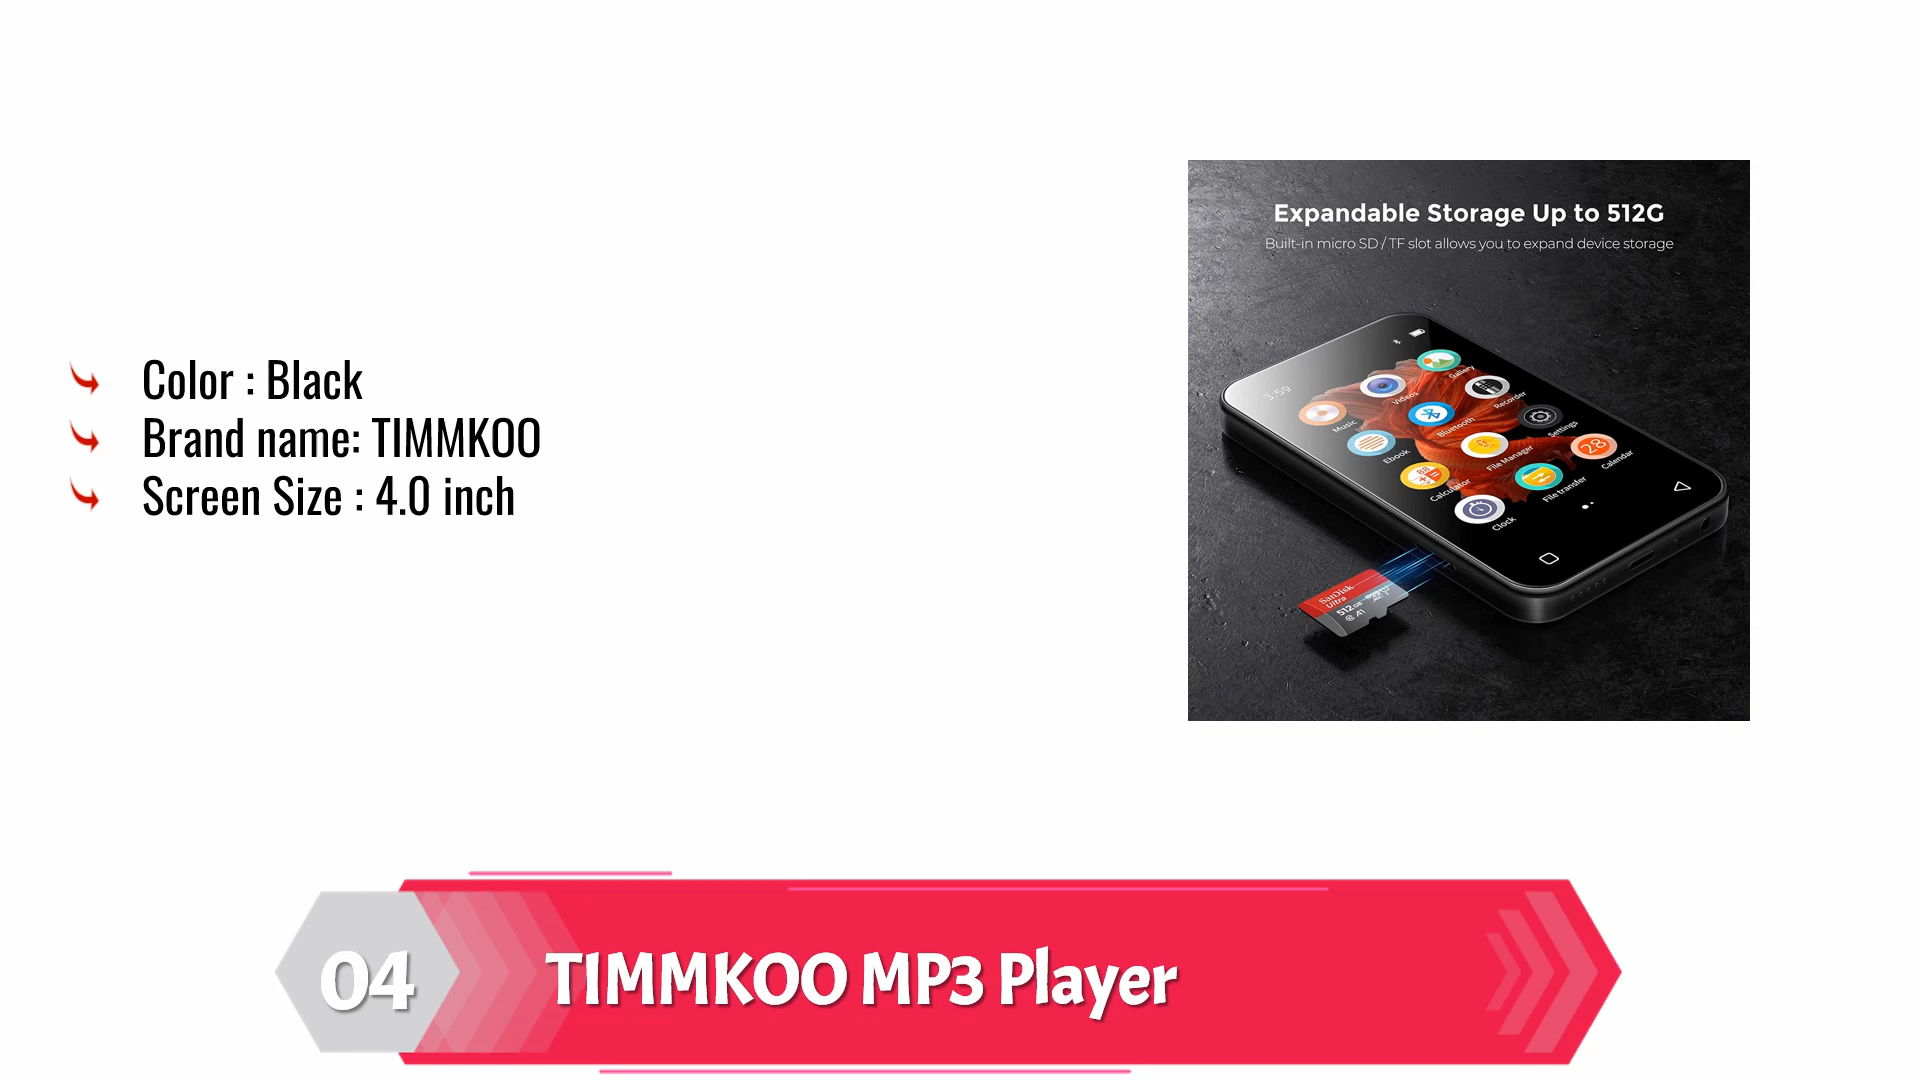 Expandable Storage Up to 512G
Built-in micro SD / TF slot allows you to expand device storage
Color : Black
Brand name: TIMMKOO
Screen Size : 4.0 inch
3:59
Gallery
Videos
Recorder
Music
Bluetooth
Settings
Ebook
File Manager
28
Calendar
Calculator
File transfer
Clock
SanDisk
Ultra
512GB
A1
04
TIMMKOO MP3 Player